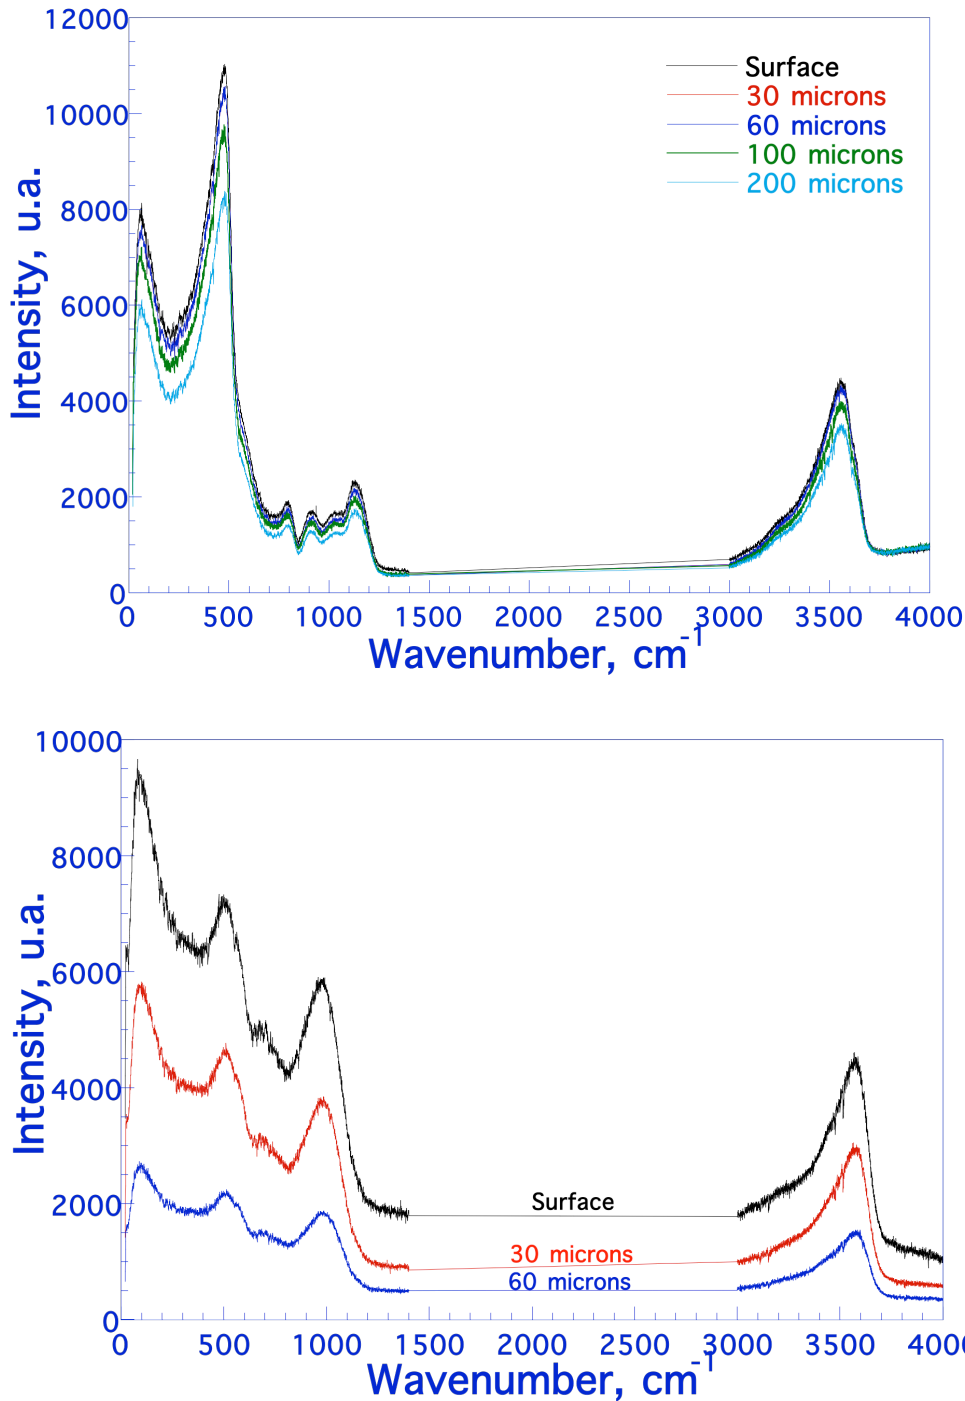 12000
10000
8000
6000
4000
2000
0
Intensity, u.a.
Surface
30 microns
60 microns
100 microns
200 microns
0 500 1000 1500 2000 2500 3000 3500 4000
Wavenumber, cm-1
10000
8000
6000
4000
2000
0
Intensity, u.a.
Surface
30 microns
60 microns
0 500 1000 1500 2000 2500 3000 3500 400
Wavenumber, cm-1